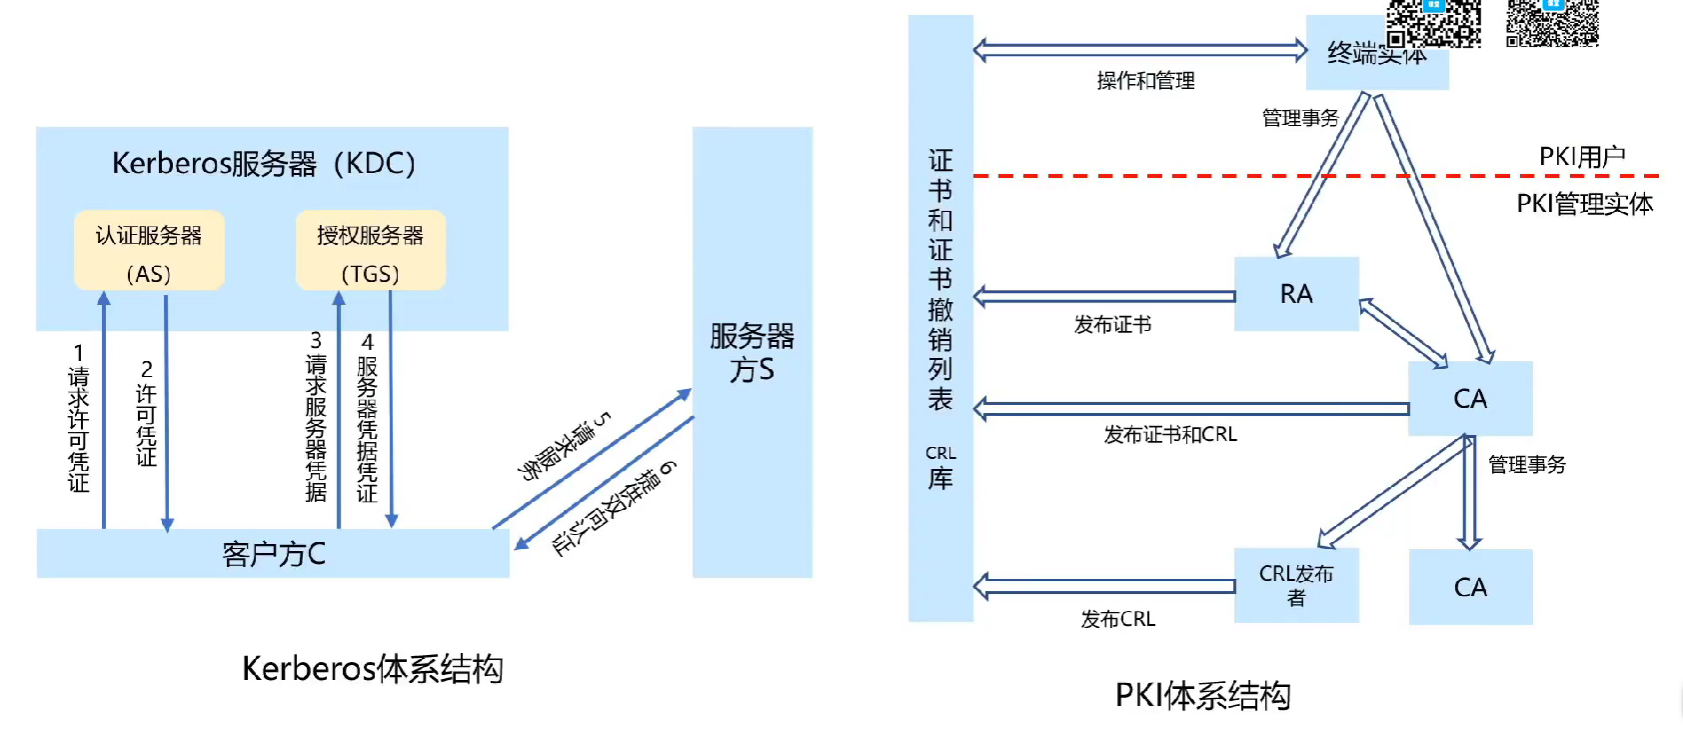 Kerberos服务器（KDC）
认证服务器
（AS）
授权服务器
（TGS）
1请求许可凭证
2许可凭证
3请求服务器凭据
4服务器凭据凭证
5请求服务
6提供双向认证
服务器
方S
客户方C
Kerberos体系结构
证书和证书撤销列表
CRL
库
终端实体
操作和管理
管理事务
PKI用户
PKI管理实体
RA
发布证书
CA
发布证书和CRL
管理事务
CRL发布
者
CA
发布CRL
PKI体系结构